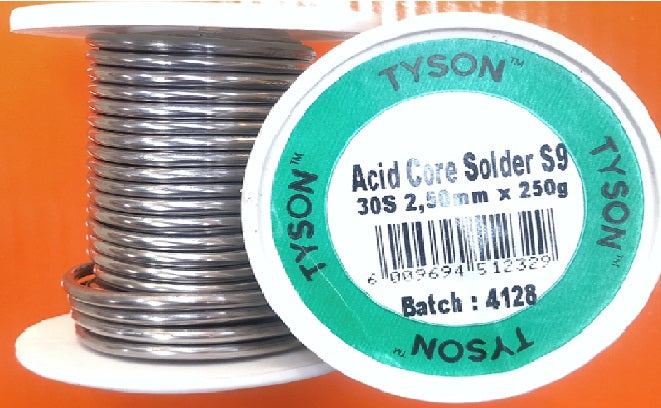 TYSON™
TYSON™
TYSON™
Acid Core Solder S9
30S 2,50mm x 250g
6 009694 512329
Batch : 4128
TYSON™